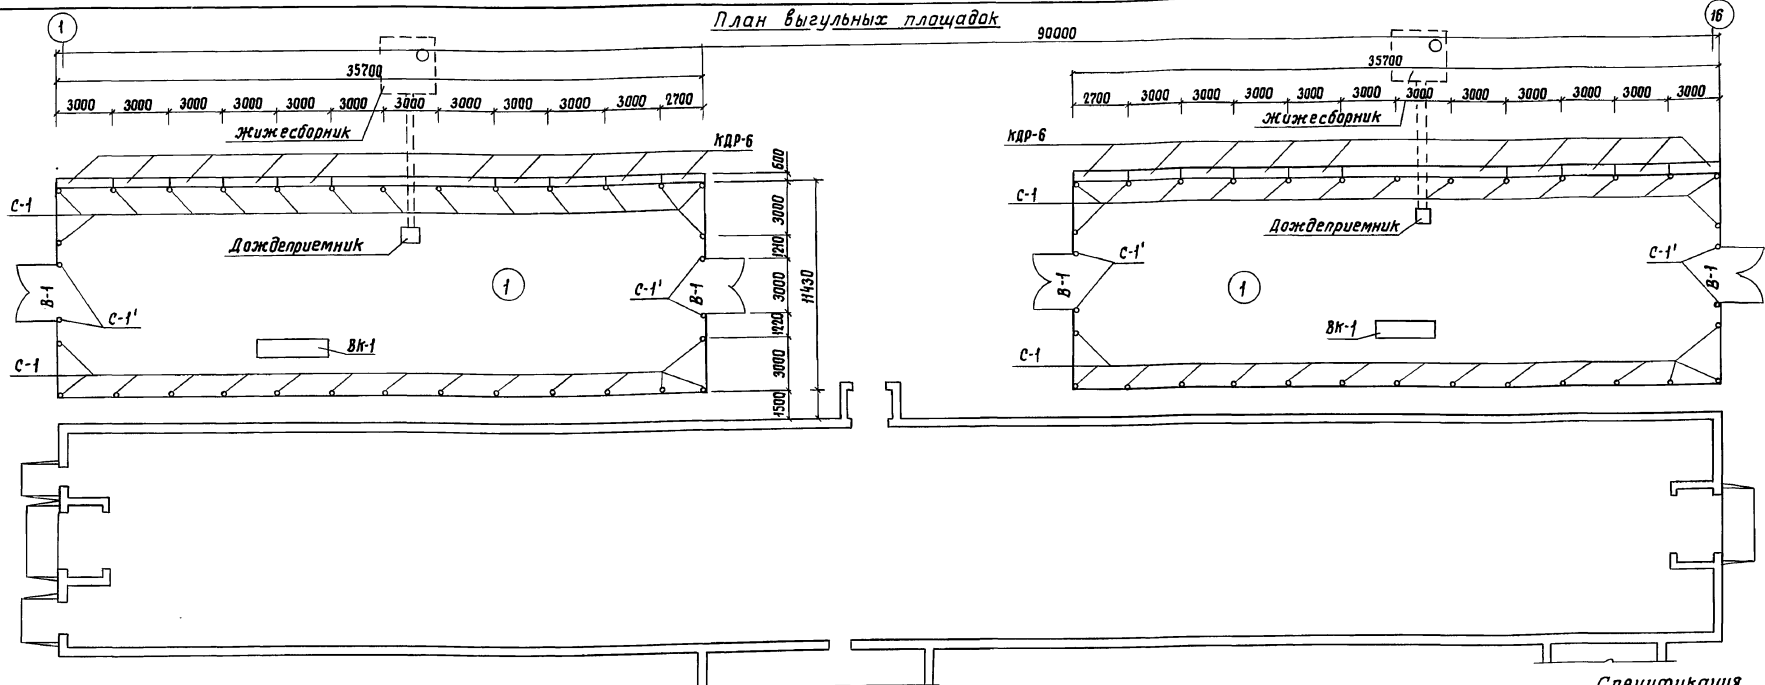 План выгульных площадок
1
16
90000
35700
35700
3000 3000 3000 3000 3000 3000 3000 3000 3000 3000 3000 2700
2700 3000 3000 3000 3000 3000 3000 3000 3000 3000 3000 3000
Жижесборник
Жижесборник
КДР-6
КДР-6
600
С-1
3000
С-1
Дождеприемник
Дождеприемник
1210
С-1'
С-1'
В-1
1
С-1'
В-1
3000
11430
В-1
1
В-1
С-1'
1220
ВК-1
ВК-1
С-1
3000
С-1
1500
Спецификация